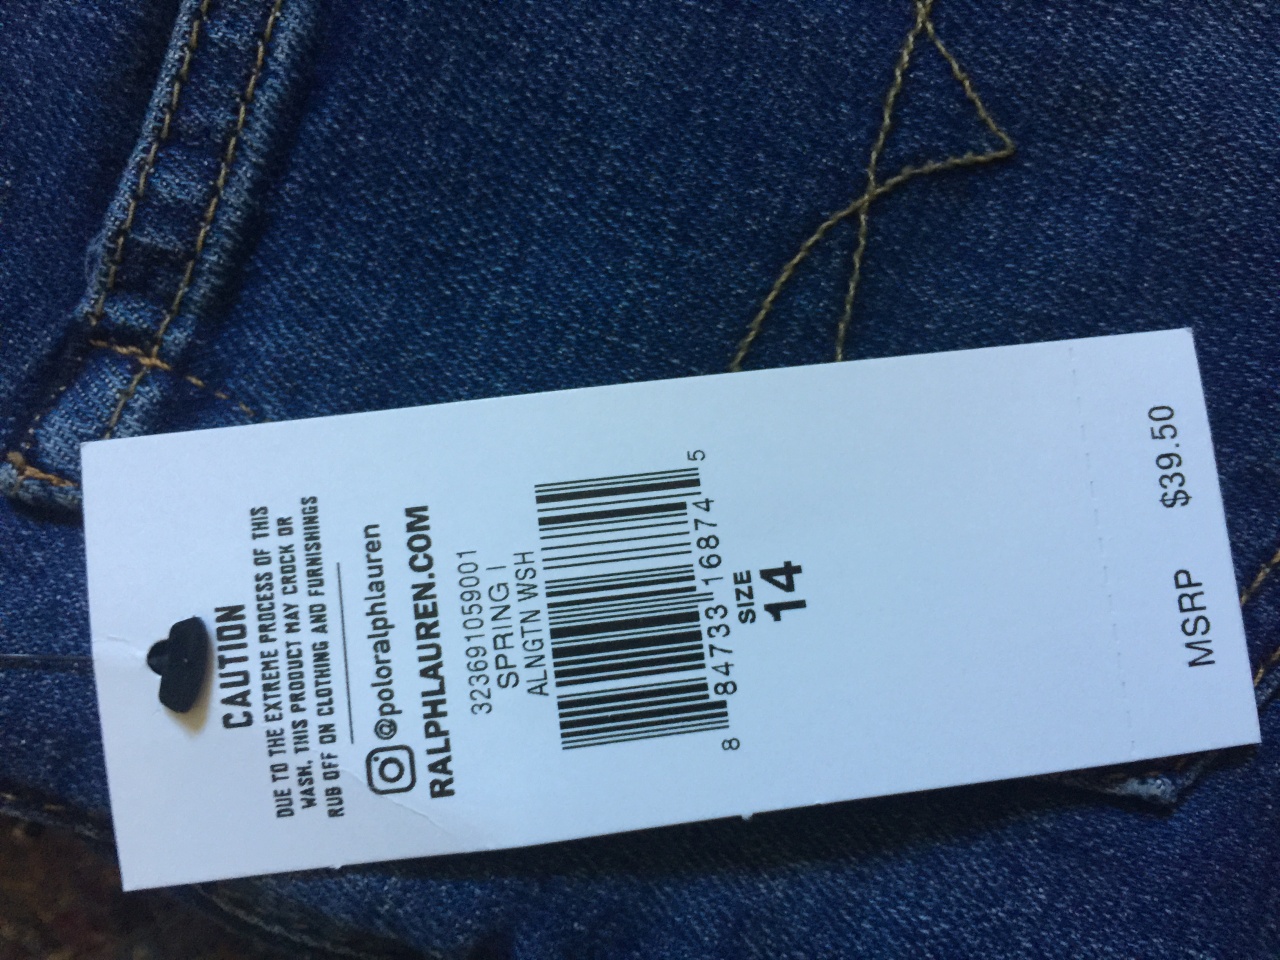 CAUTION
DUE TO THE EXTREME PROCESS OF THIS
WASH, THIS PRODUCT MAY CROCK OR
RUB OFF ON CLOTHING AND FURNISHINGS
@poloralphlauren
RALPHLAUREN.COM
323691059001
SPRING I
ALNGTN WSH
8 84733 16874 5
SIZE
14
MSRP $39.50